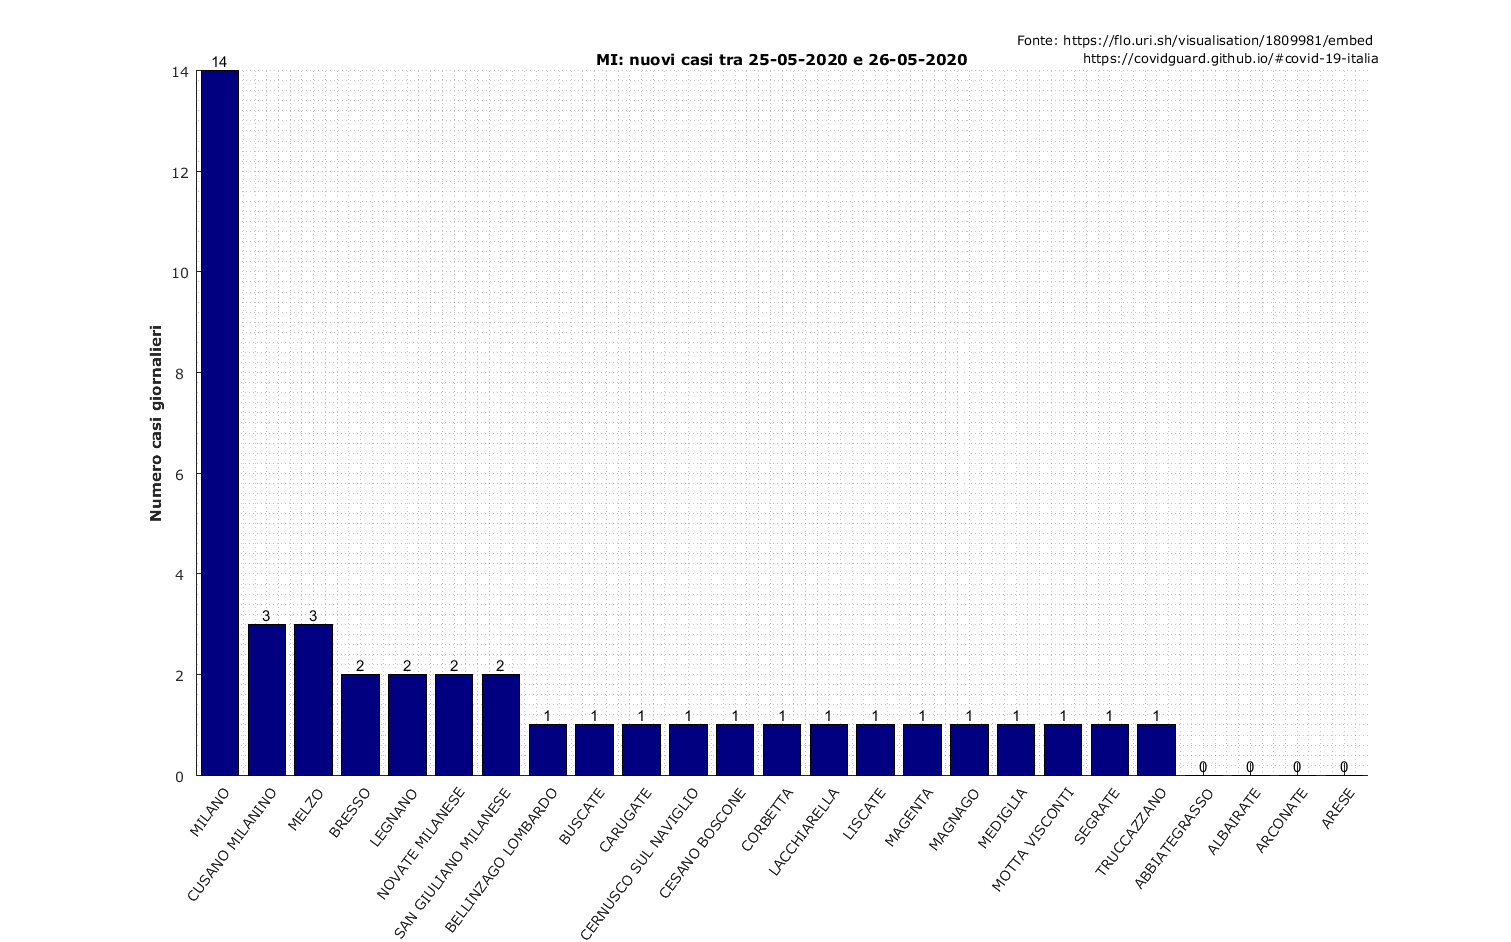 Fonte: https://flo.uri.sh/visualisation/1809981/embed
https://covidguard.github.io/#covid-19-italia
MI: nuovi casi tra 25-05-2020 e 26-05-2020
Numero casi giornalieri
14
12
10
8
6
4
2
0
14
3
3
2
2
2
2
1
1
1
1
1
1
1
1
1
1
1
1
1
1
0
0
0
0
MILANO
CUSANO MILANINO
MELZO
BRESSO
LEGNANO
NOVATE MILANESE
SAN GIULIANO MILANESE
BELLINZAGO LOMBARDO
BUSCATE
CARUGATE
CERNUSCO SUL NAVIGLIO
CESANO BOSCONE
CORBETTA
LACCHIARELLA
LISCATE
MAGENTA
MAGNAGO
MEDIGLIA
MOTTA VISCONTI
SEGRATE
TRUCCAZZANO
ABBIATEGRASSO
ALBAIRATE
ARCONATE
ARESE